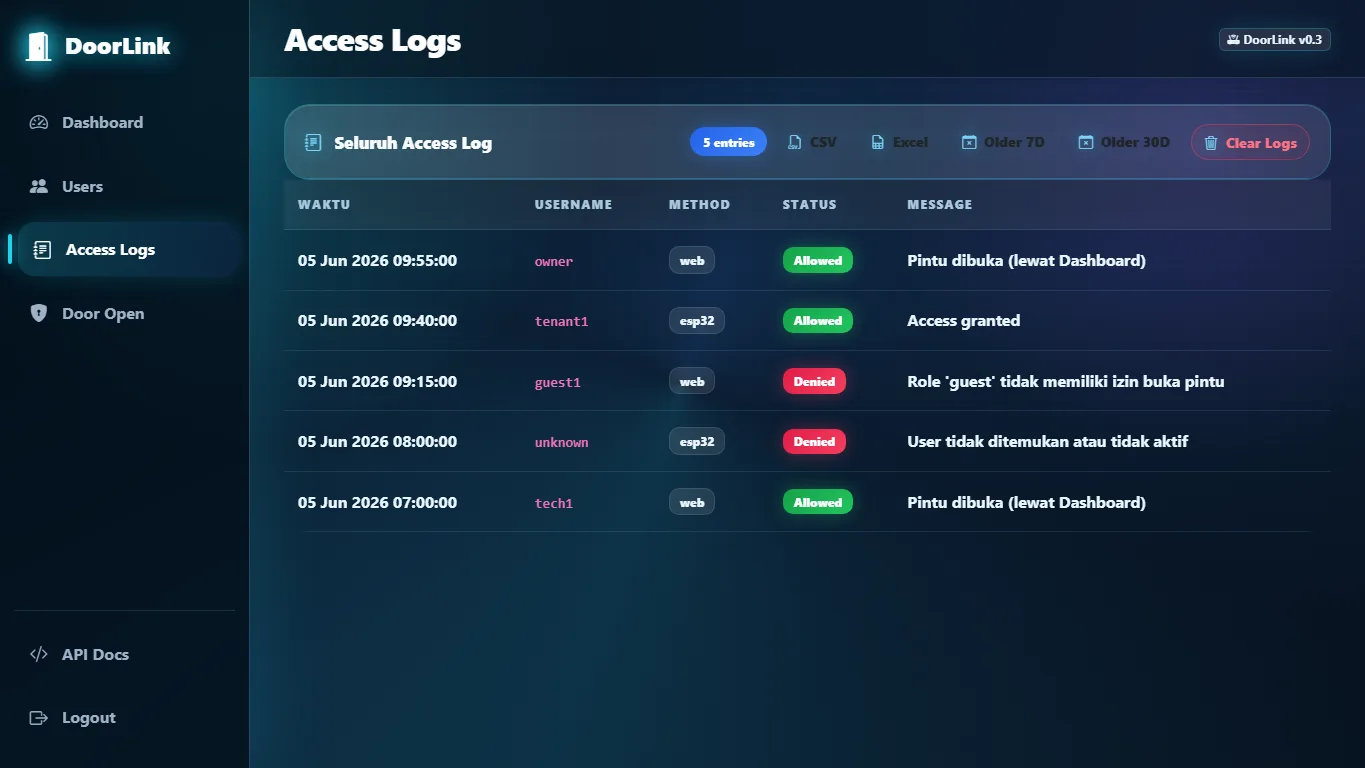 DoorLink
Dashboard
Users
Access Logs
Door Open
API Docs
Logout
Access Logs
DoorLink v0.3
Seluruh Access Log
5 entries
CSV
Excel
Older 7D
Older 30D
Clear Logs
WAKTU USERNAME METHOD STATUS MESSAGE
05 Jun 2026 09:55:00 owner web Allowed Pintu dibuka (lewat Dashboard)
05 Jun 2026 09:40:00 tenant1 esp32 Allowed Access granted
05 Jun 2026 09:15:00 guest1 web Denied Role 'guest' tidak memiliki izin buka pintu
05 Jun 2026 08:00:00 unknown esp32 Denied User tidak ditemukan atau tidak aktif
05 Jun 2026 07:00:00 tech1 web Allowed Pintu dibuka (lewat Dashboard)